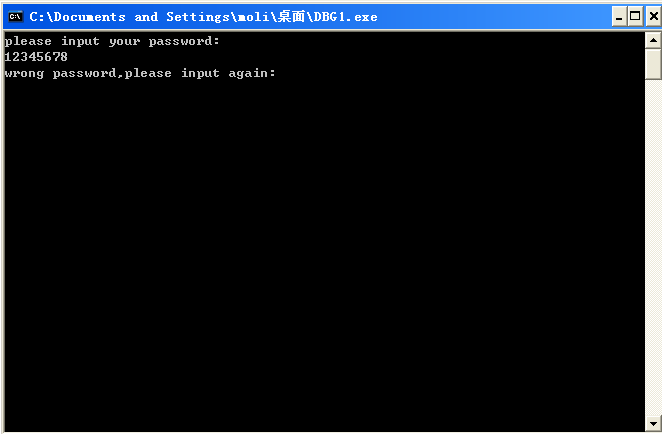 C:\Documents and Settings\moli\桌面\DBG1.exe
please input your password:
12345678
wrong password,please input again: